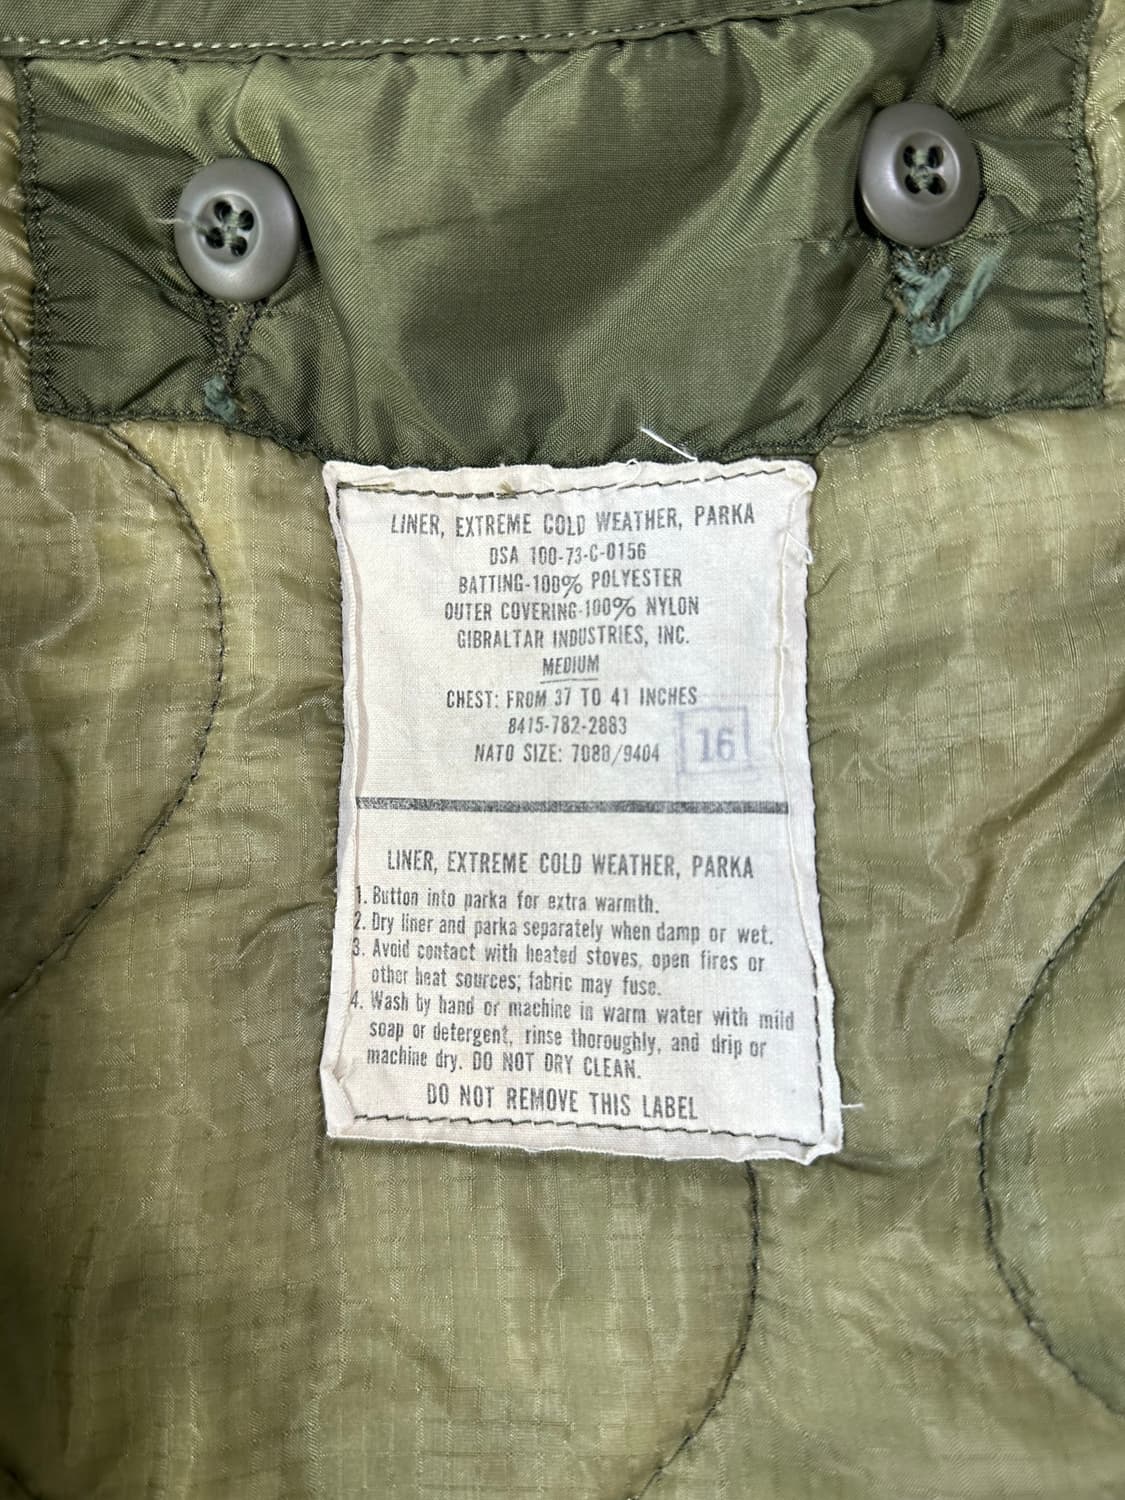 LINER, EXTREME COLD WEATHER, PARKA
DSA 100-73-C-0156
BATTING-100% POLYESTER
OUTER COVERING-100% NYLON
GIBRALTAR INDUSTRIES, INC.
MEDIUM
CHEST: FROM 37 TO 41 INCHES
8415-782-2883
NATO SIZE: 7080/9404
16
LINER, EXTREME COLD WEATHER, PARKA
1. Button into parka for extra warmth.
2. Dry liner and parka separately when damp or wet.
3. Avoid contact with heated stoves, open fires or
other heat sources; fabric may fuse.
4. Wash by hand or machine in warm water with mild
soap or detergent, rinse thoroughly, and drip or
machine dry. DO NOT DRY CLEAN.
DO NOT REMOVE THIS LABEL